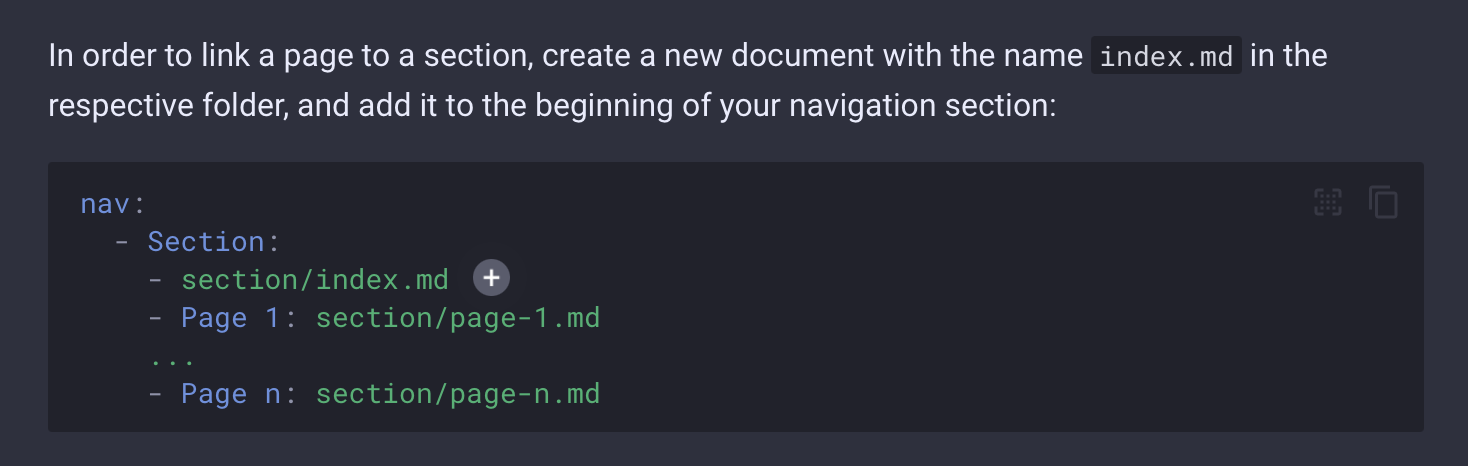 In order to link a page to a section, create a new document with the name index.md in the
respective folder, and add it to the beginning of your navigation section:
nav:
  - Section:
    - section/index.md +
    - Page 1: section/page-1.md
    ...
    - Page n: section/page-n.md